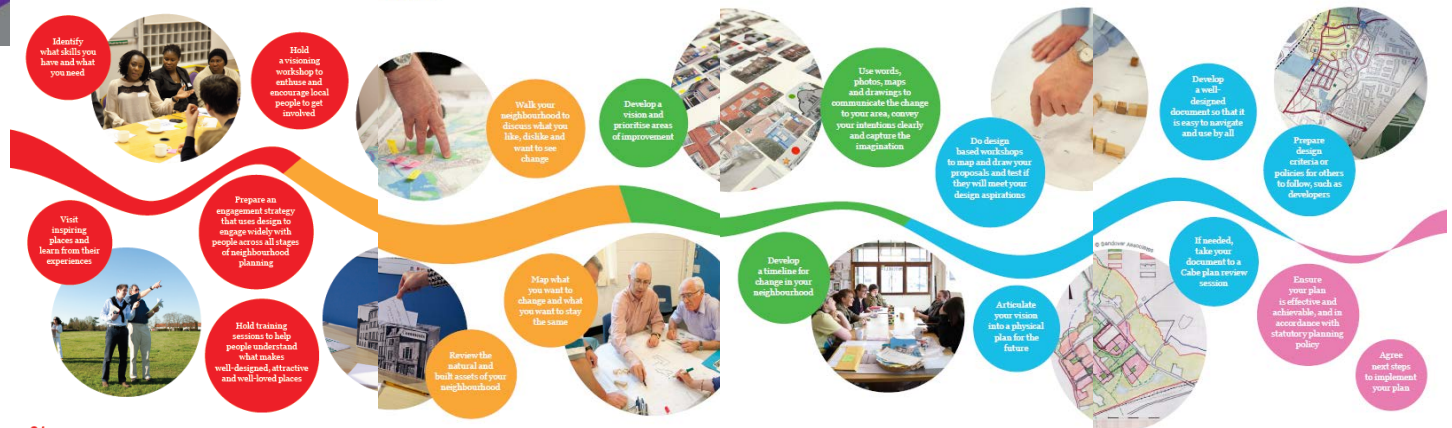 Identify
what skills you
have and what
you need
Hold
a visioning
workshop to
enthuse and
encourage local
people to get
involved
Visit
inspiring
places and
learn from their
experiences
Prepare an
engagement strategy
that uses design to
engage widely with
people across all stages
of neighbourhood
planning
Hold training
sessions to help
people understand
what makes
well-designed, attractive
and well-loved places
Walk your
neighbourhood to
discuss what you
like, dislike and
want to see
change
Review the
natural and
built assets of your
neighbourhood
Map what
you want to
change and what
you want to stay
the same
Develop a
vision and
prioritise areas
of improvement
Use words,
photos, maps
and drawings to
communicate the change
to your area, convey
your intentions clearly
and capture the
imagination
Develop
a timeline for
change in your
neighbourhood
Do design
based workshops
to map and draw your
proposals and test if
they will meet your
design aspirations
Articulate
your vision
into a physical
plan for the
future
Develop
a well-
designed
document so that it
is easy to navigate
and use by all
Prepare
design
criteria or
policies for others
to follow, such as
developers
If needed,
take your
document to a
Cabe plan review
session
Ensure
your plan
is effective and
achievable, and in
accordance with
statutory planning
policy
Agree
next steps
to implement
your plan